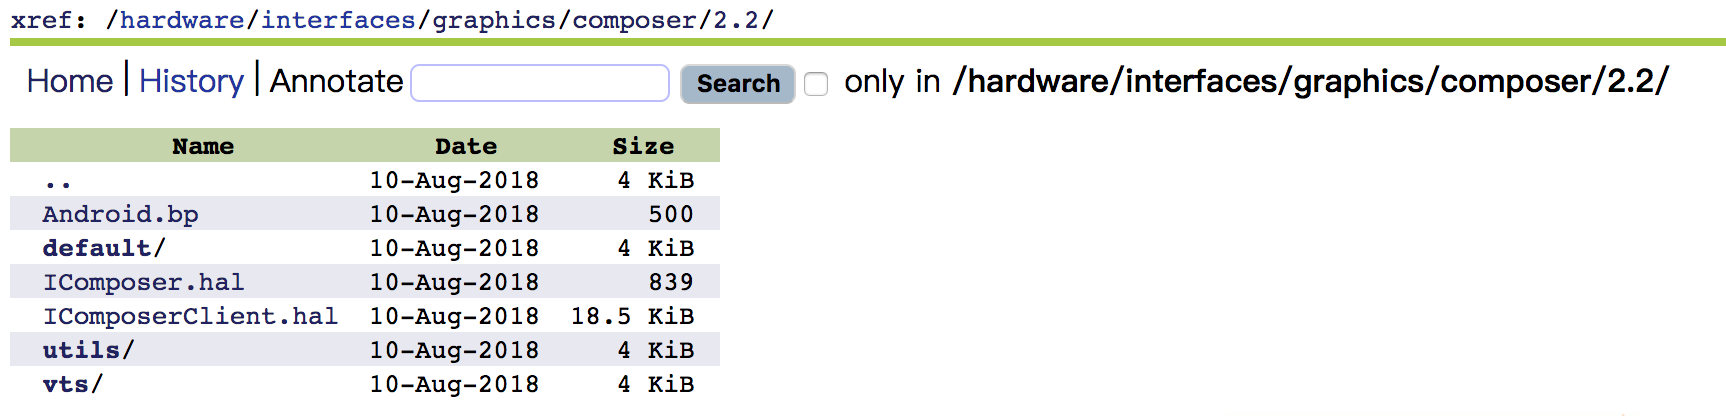 xref: /hardware/interfaces/graphics/composer/2.2/
Home | History | Annotate Search only in /hardware/interfaces/graphics/composer/2.2/
Name Date Size
.. 10-Aug-2018 4 KiB
Android.bp 10-Aug-2018 500
default/ 10-Aug-2018 4 KiB
IComposer.hal 10-Aug-2018 839
IComposerClient.hal 10-Aug-2018 18.5 KiB
utils/ 10-Aug-2018 4 KiB
vts/ 10-Aug-2018 4 KiB